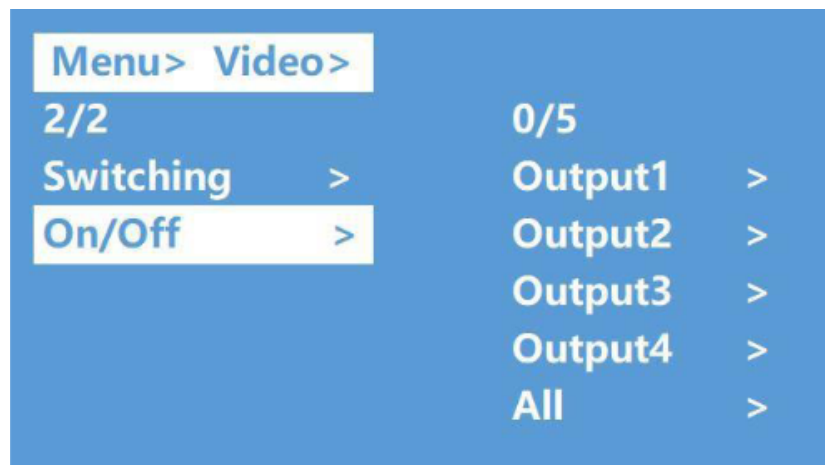 Menu> Video>
2/2
Switching >
On/Off >
0/5
Output1 >
Output2 >
Output3 >
Output4 >
All >